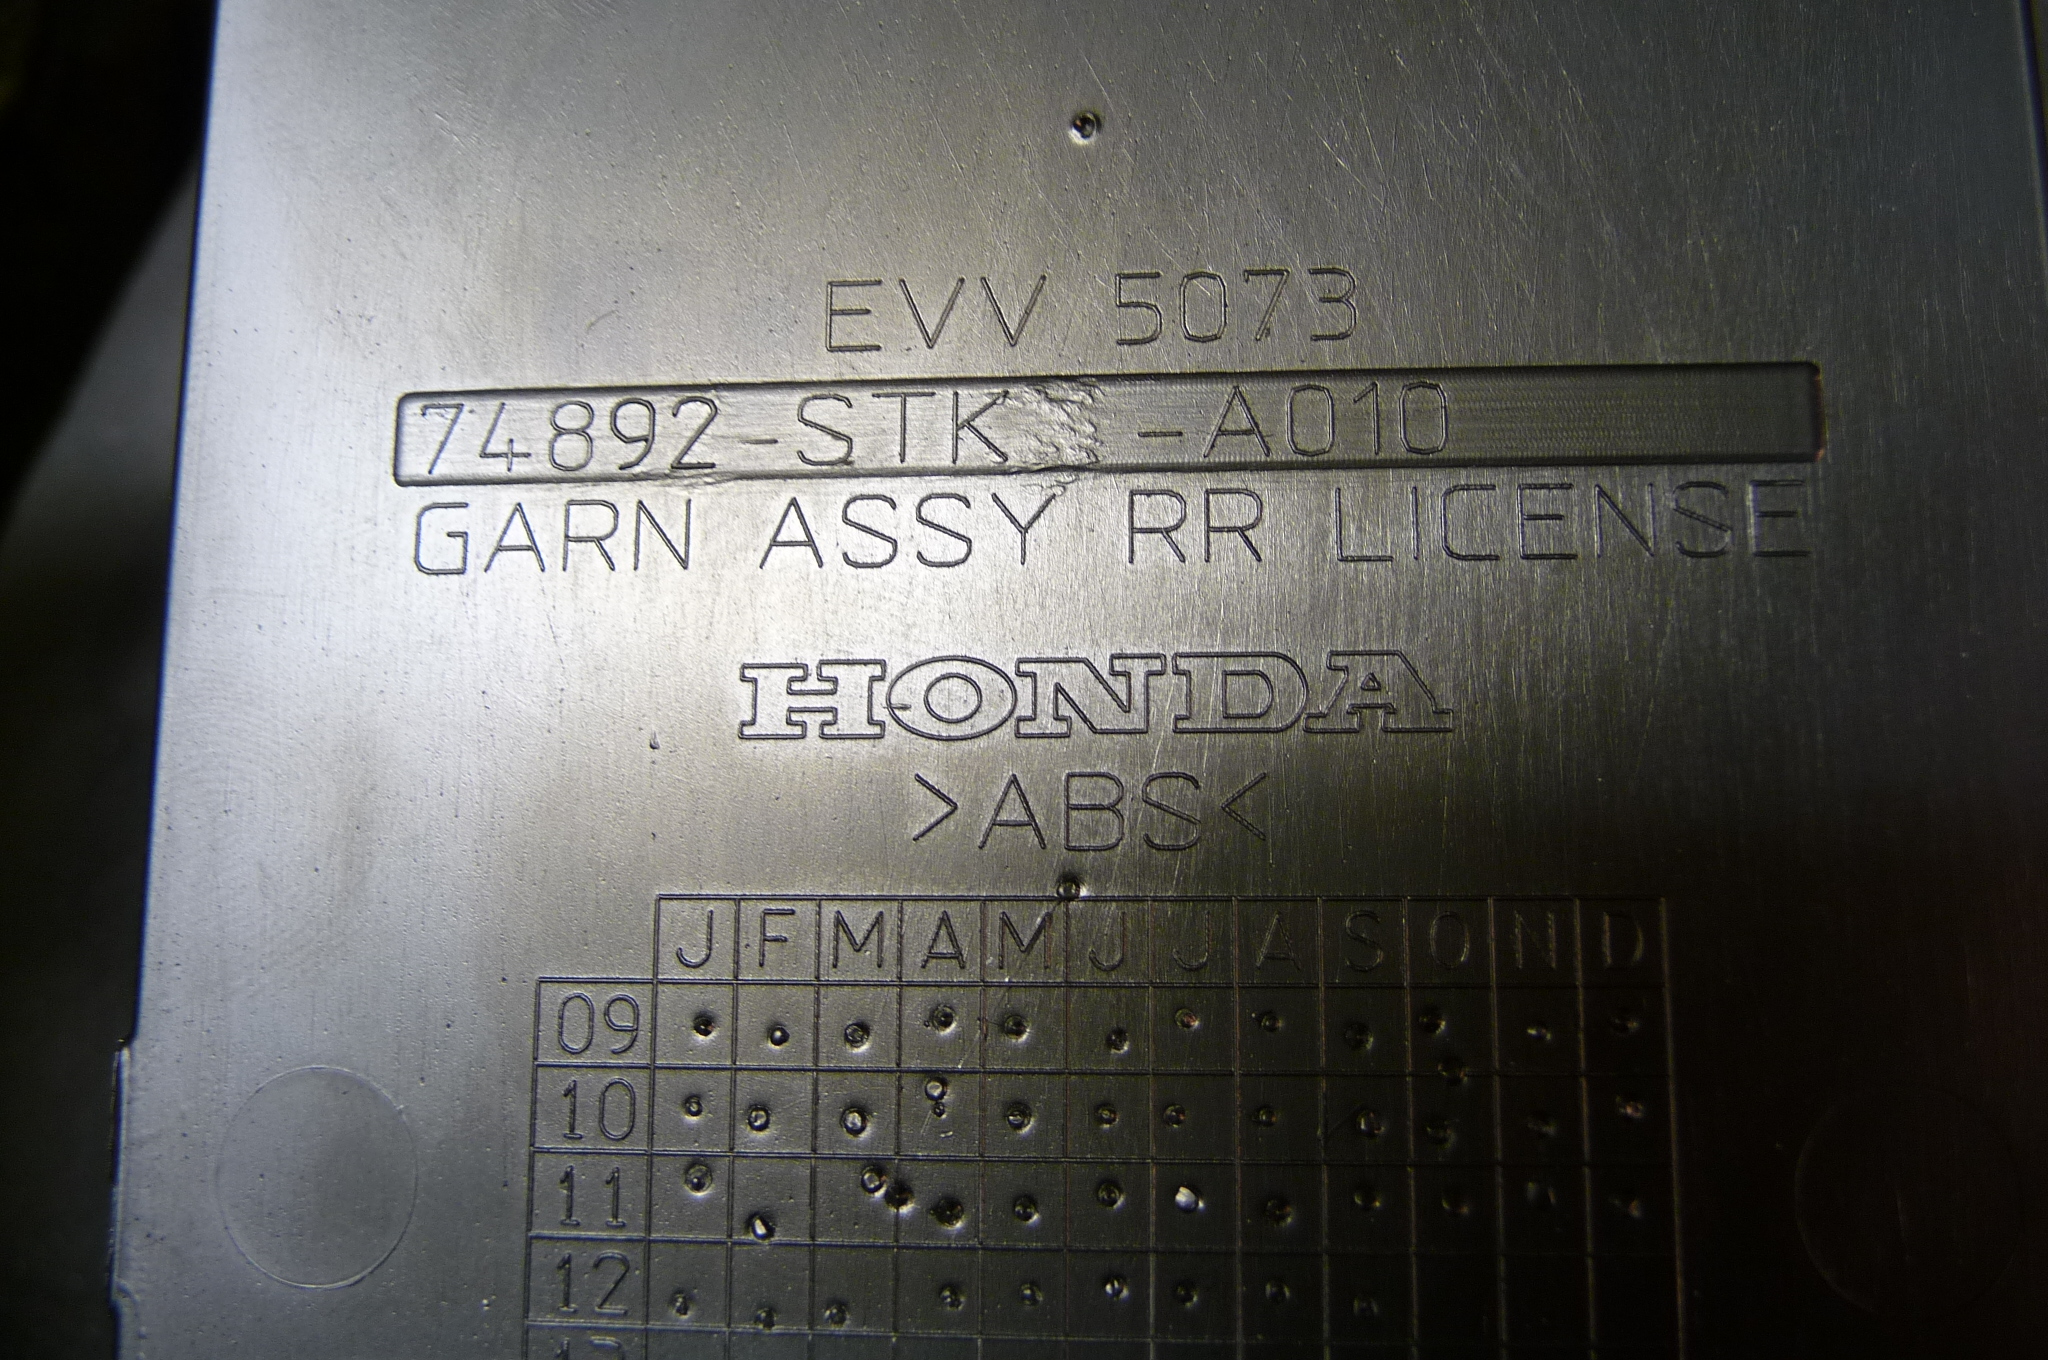 EVV 5073
74892-STK -A010
GARN ASSY RR LICENSE
HONDA
>ABS<
J F M A M J J A S O N D
09
10
11
12